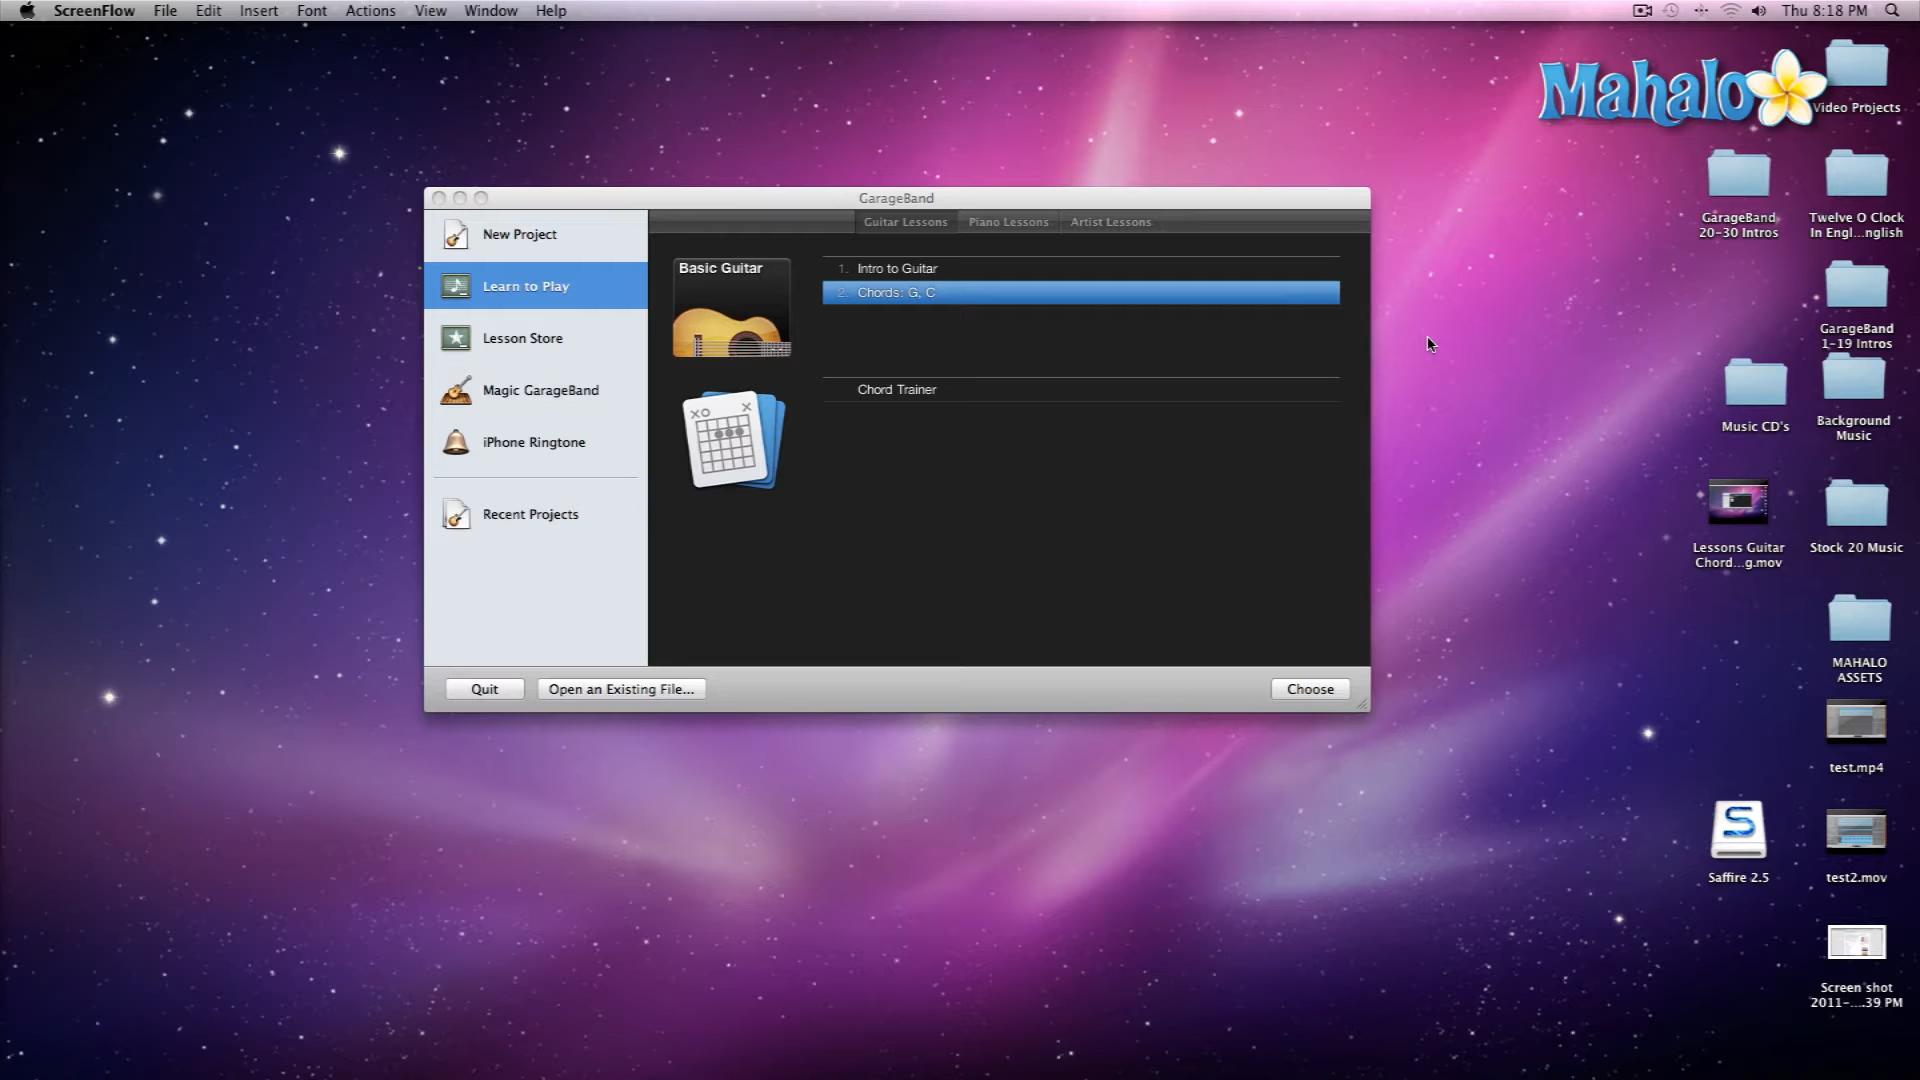 ScreenFlow File Edit Insert Font Actions View Window Help
Thu 8:18 PM
Mahalo
Video Projects
GarageBand
20-30 Intros
Twelve O Clock
In Engl...nglish
GarageBand
1-19 Intros
Music CD's
Background
Music
Lessons Guitar
Chord...g.mov
Stock 20 Music
MAHALO
ASSETS
test.mp4
S
Saffire 2.5
test2.mov
Screen shot
2011-....39 PM
GarageBand
Guitar Lessons Piano Lessons Artist Lessons
New Project
Learn to Play
Lesson Store
Magic GarageBand
iPhone Ringtone
Recent Projects
Basic Guitar
1. Intro to Guitar
2. Chords: G, C
XO X
Chord Trainer
Quit
Open an Existing File...
Choose